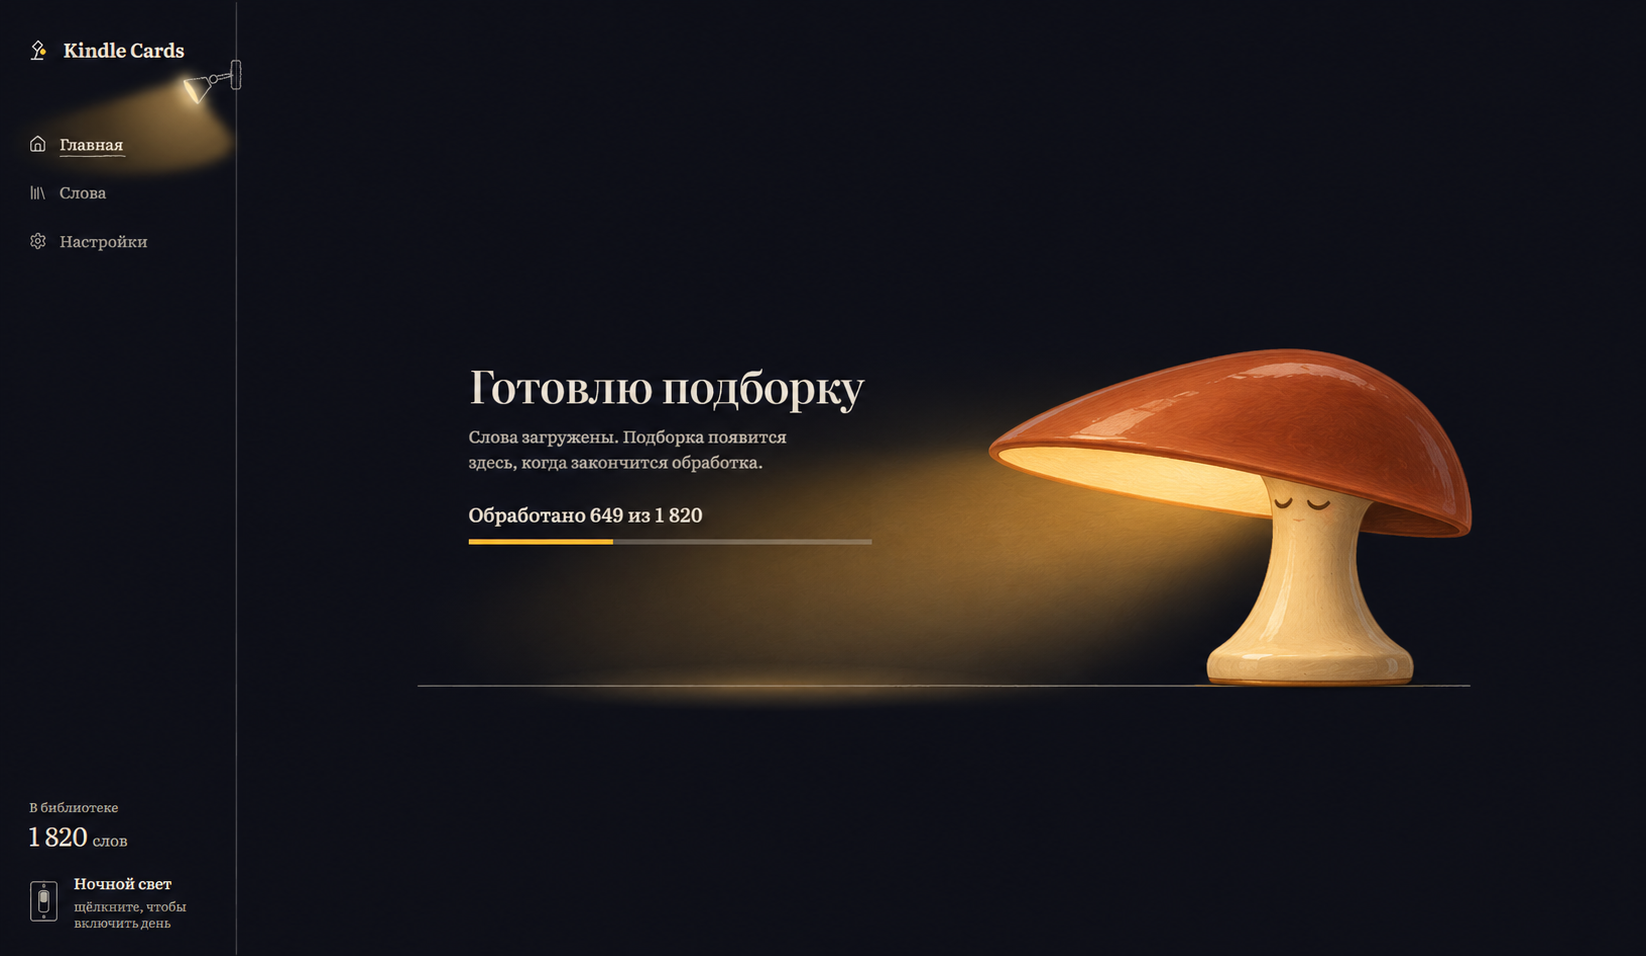 Kindle Cards
Главная
Слова
Настройки
Готовлю подборку
Слова загружены. Подборка появится
здесь, когда закончится обработка.
Обработано 649 из 1 820
В библиотеке
1 820 слов
Ночной свет
щёлкните, чтобы
включить день